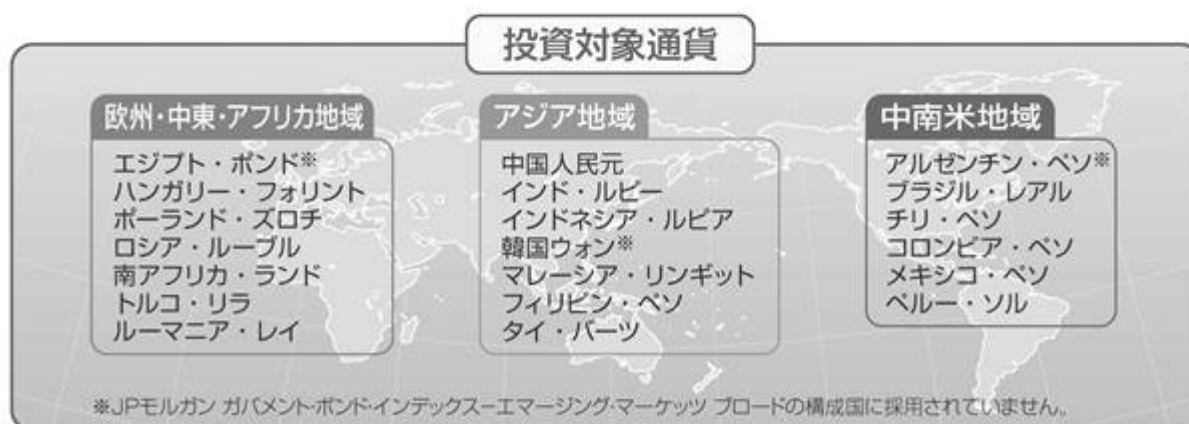 投資対象通貨
欧州・中東・アフリカ地域
エジプト・ポンド※
ハンガリー・フォリント
ポーランド・ズロチ
ロシア・ルーブル
南アフリカ・ランド
トルコ・リラ
ルーマニア・レイ
アジア地域
中国人民元
インド・ルピー
インドネシア・ルピア
韓国ウォン※
マレーシア・リンギット
フィリピン・ペソ
タイ・バーツ
中南米地域
アルゼンチン・ペソ※
ブラジル・レアル
チリ・ペソ
コロンビア・ペソ
メキシコ・ペソ
ペルー・ソル
※JPモルガン ガバメント・ボンド・インデックス−エマージング・マーケッツ ブロードの構成国に採用されていません。